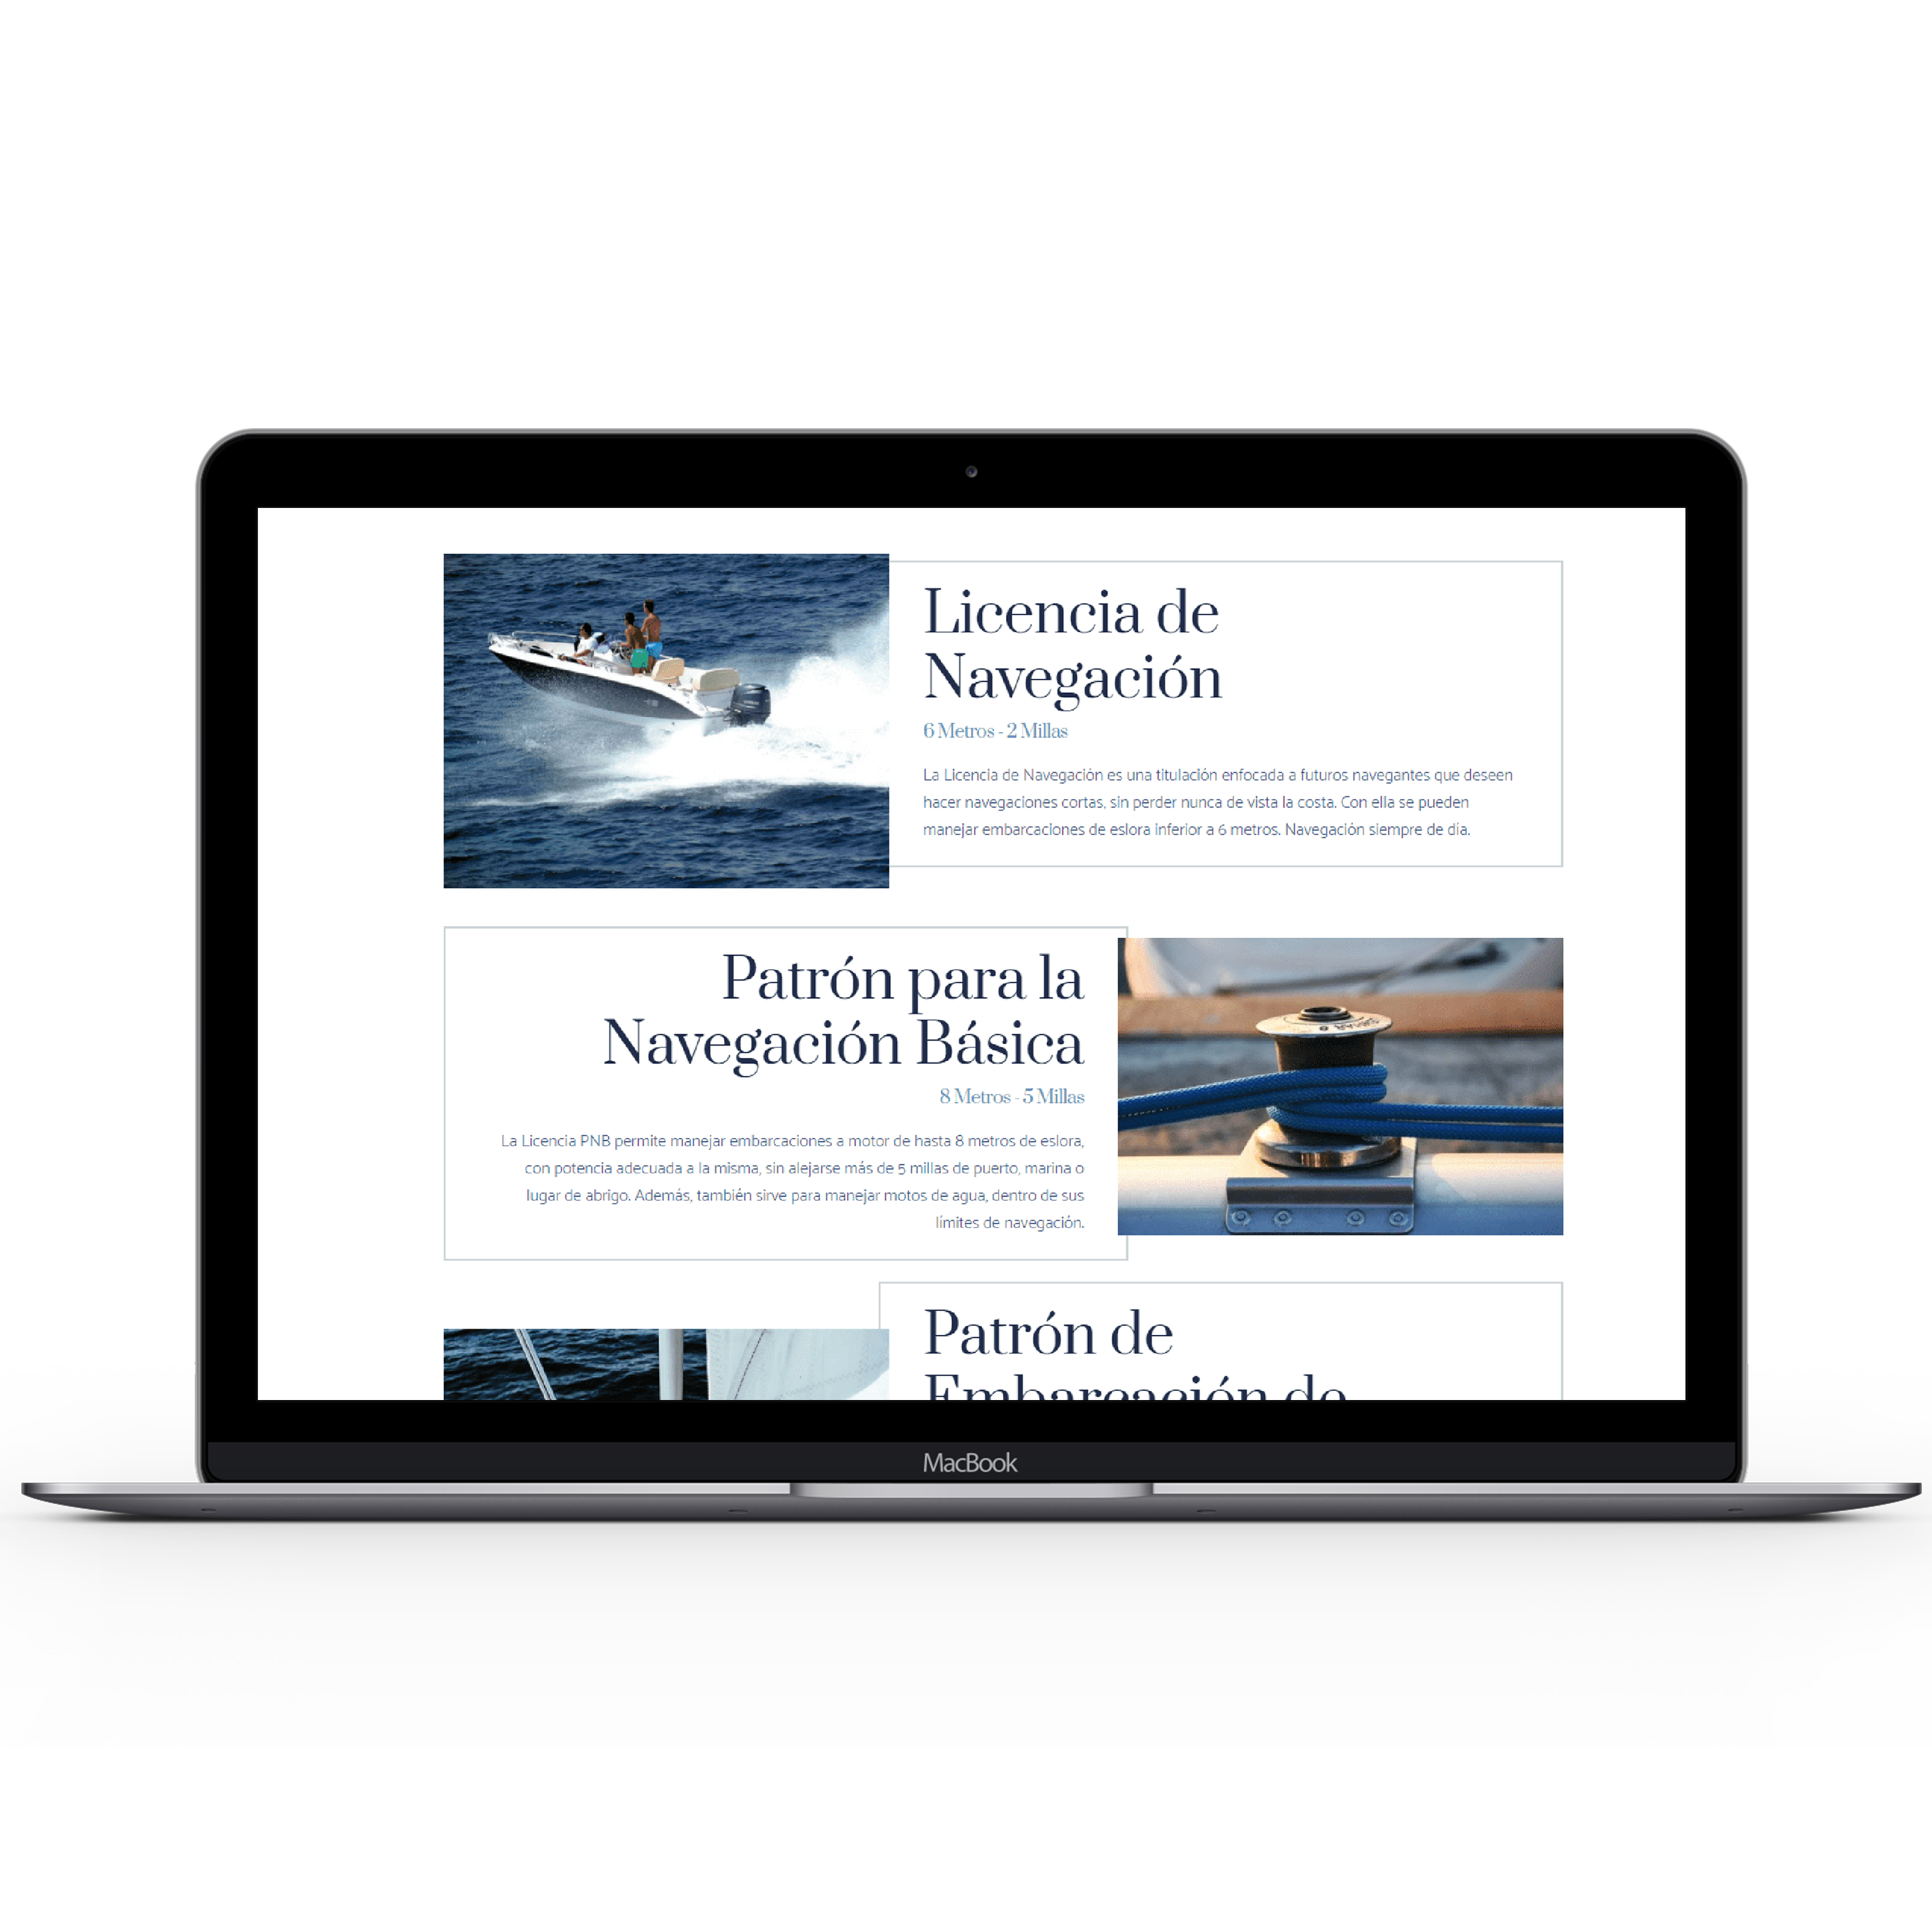 Licencia de
Navegación
6 Metros - 2 Millas
La Licencia de Navegación es una titulación enfocada a futuros navegantes que deseen
hacer navegaciones cortas, sin perder nunca de vista la costa. Con ella se pueden
manejar embarcaciones de eslora inferior a 6 metros. Navegación siempre de día.
Patrón para la
Navegación Básica
8 Metros - 5 Millas
La Licencia PNB permite manejar embarcaciones a motor de hasta 8 metros de eslora,
con potencia adecuada a la misma, sin alejarse más de 5 millas de puerto, marina o
lugar de abrigo. Además, también sirve para manejar motos de agua, dentro de sus
límites de navegación.
Patrón de
Embarcación de
MacBook